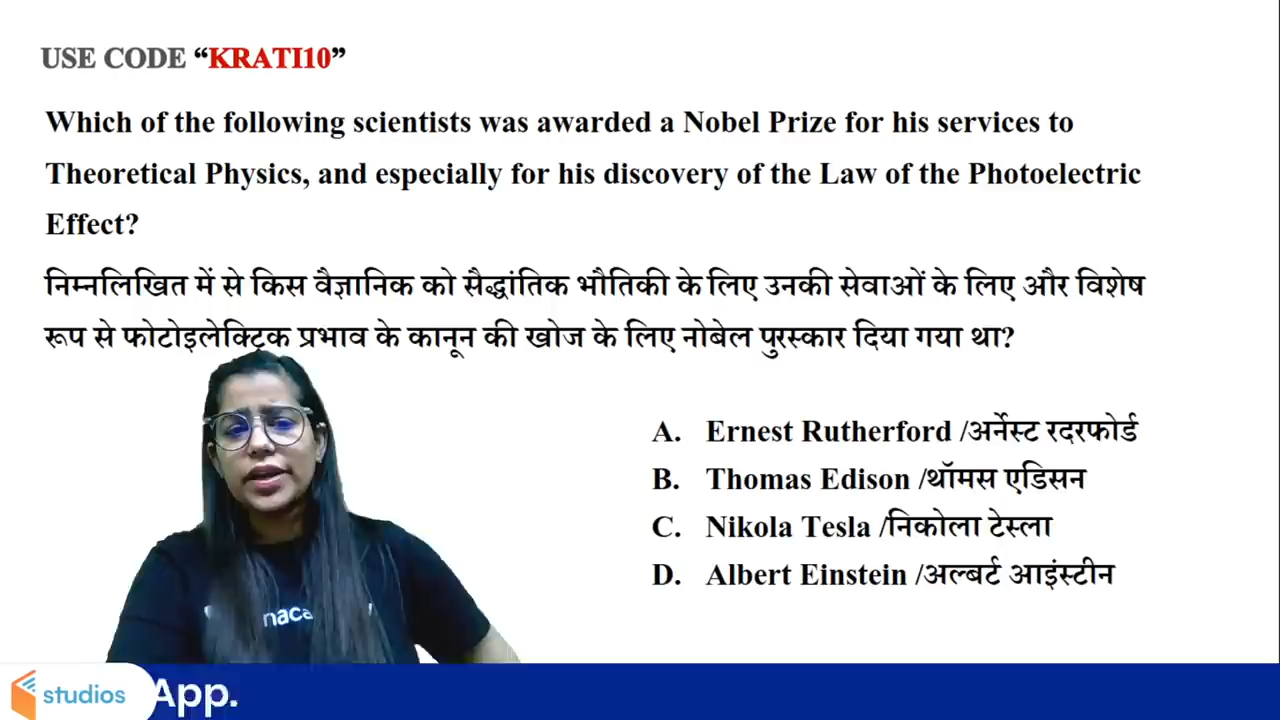 USE CODE “KRATI10”
Which of the following scientists was awarded a Nobel Prize for his services to
Theoretical Physics, and especially for his discovery of the Law of the Photoelectric
Effect?
निम्नलिखित में से किस वैज्ञानिक को सैद्धांतिक भौतिकी के लिए उनकी सेवाओं के लिए और विशेष
रूप से फोटोइलेक्ट्रिक प्रभाव के कानून की खोज के लिए नोबेल पुरस्कार दिया गया था?
A. Ernest Rutherford /अर्नेस्ट रदरफोर्ड
B. Thomas Edison /थॉमस एडिसन
C. Nikola Tesla /निकोला टेस्ला
D. Albert Einstein /अल्बर्ट आइंस्टीन
studios App.